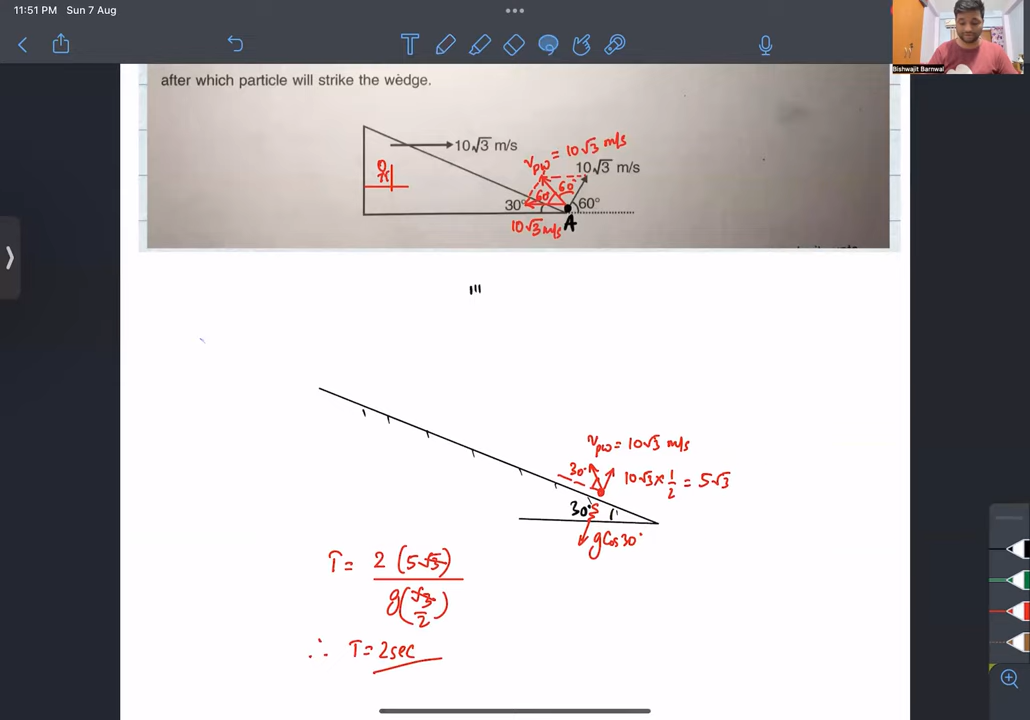 11:51 PM Sun 7 Aug
Bishwajit Barnwal
after which particle will strike the wedge.
10√3 m/s
v_pw = 10√3 m/s
10√3 m/s
60°
60°
30°
60°
10√3 m/s
A
v_pw = 10√3 m/s
30°
10√3 × 1/2 = 5√3
30°
g cos 30°
T = 2 (5√3) / g(√3/2)
∴ T = 2 sec